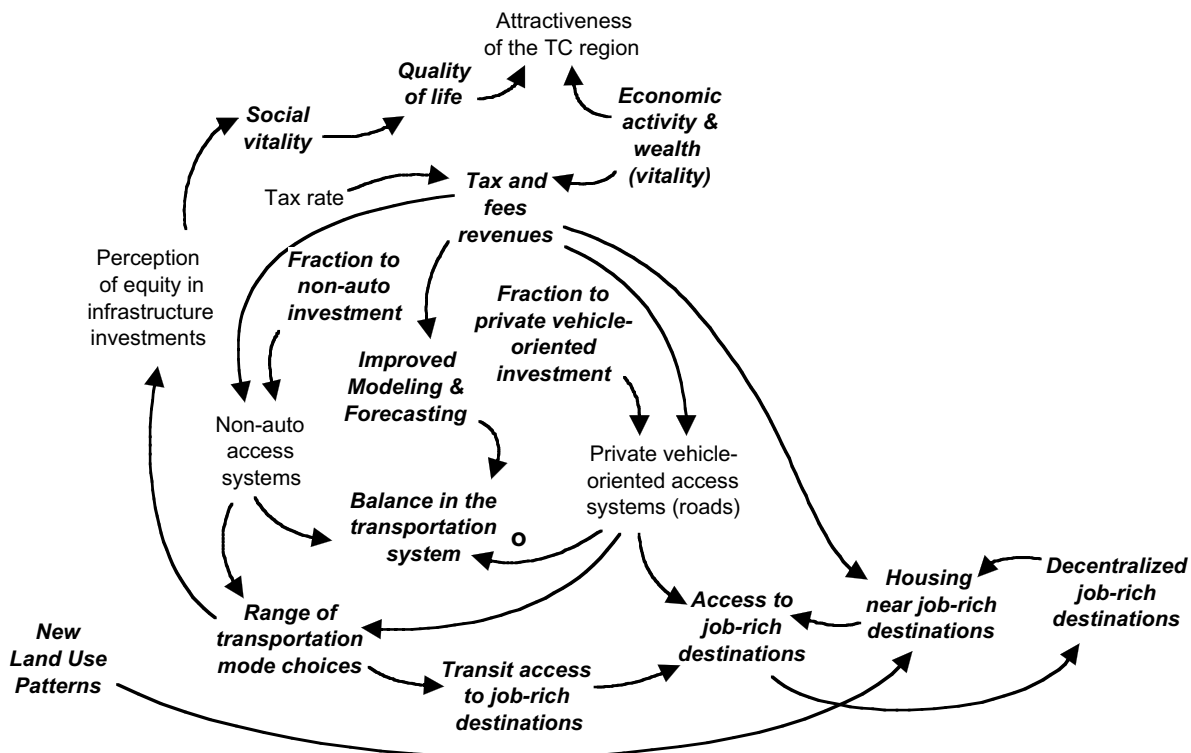 Attractiveness
of the TC region
Quality
of life
Economic
activity &
wealth
(vitality)
Social
vitality
Tax rate
Tax and
fees
revenues
Perception
of equity in
infrastructure
investments
Fraction to
non-auto
investment
Fraction to
private vehicle-
oriented
investment
Improved
Modeling &
Forecasting
Non-auto
access
systems
Private vehicle-
oriented access
systems (roads)
Balance in the
transportation
system
o
Housing
near job-rich
destinations
Decentralized
job-rich
destinations
Range of
transportation
mode choices
Access to
job-rich
destinations
New
Land Use
Patterns
Transit access
to job-rich
destinations